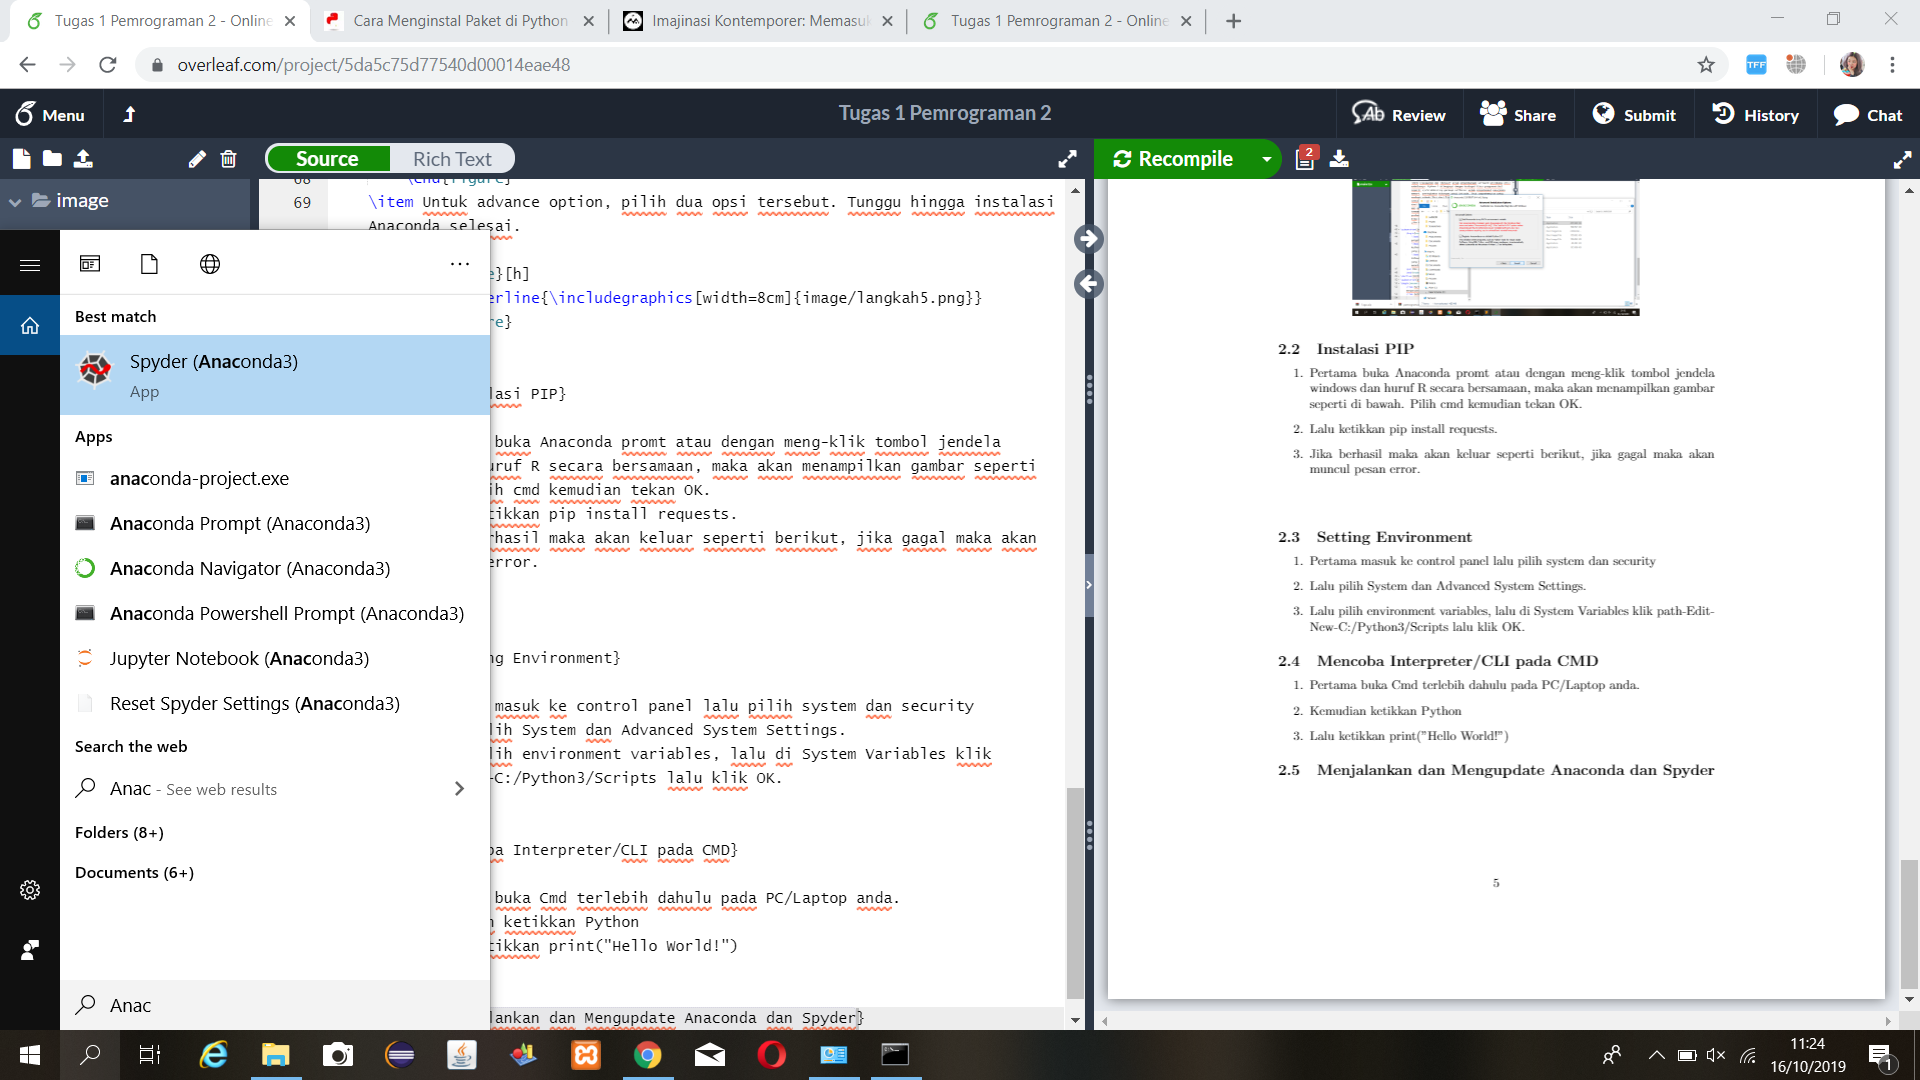 Tugas 1 Pemrograman 2 - Online
Cara Menginstal Paket di Python
Imajinasi Kontemporer: Memasuk
Tugas 1 Pemrograman 2 - Online
overleaf.com/project/5da5c75d77540d00014eae48
TFF
Menu
Tugas 1 Pemrograman 2
Review
Share
Submit
History
Chat
Source
Rich Text
Recompile
2
image
68
\end{figure}
69
\item Untuk advance option, pilih dua opsi tersebut. Tunggu hingga instalasi
Anaconda selesai.
e}[h]
erline{\includegraphics[width=8cm]{image/langkah5.png}}
re}
lasi PIP}
buka Anaconda promt atau dengan meng-klik tombol jendela
uruf R secara bersamaan, maka akan menampilkan gambar seperti
ih cmd kemudian tekan OK.
tikkan pip install requests.
rhasil maka akan keluar seperti berikut, jika gagal maka akan
error.
ng Environment}
masuk ke control panel lalu pilih system dan security
lih System dan Advanced System Settings.
lih environment variables, lalu di System Variables klik
-C:/Python3/Scripts lalu klik OK.
ba Interpreter/CLI pada CMD}
buka Cmd terlebih dahulu pada PC/Laptop anda.
n ketikkan Python
tikkan print("Hello World!")
lankan dan Mengupdate Anaconda dan Spyder}
Best match
Spyder (Anaconda3)
App
Apps
anaconda-project.exe
Anaconda Prompt (Anaconda3)
Anaconda Navigator (Anaconda3)
Anaconda Powershell Prompt (Anaconda3)
Jupyter Notebook (Anaconda3)
Reset Spyder Settings (Anaconda3)
Search the web
Anac - See web results
Folders (8+)
Documents (6+)
Anac
2.2 Instalasi PIP
1. Pertama buka Anaconda promt atau dengan meng-klik tombol jendela
windows dan huruf R secara bersamaan, maka akan menampilkan gambar
seperti di bawah. Pilih cmd kemudian tekan OK.
2. Lalu ketikkan pip install requests.
3. Jika berhasil maka akan keluar seperti berikut, jika gagal maka akan
muncul pesan error.
2.3 Setting Environment
1. Pertama masuk ke control panel lalu pilih system dan security
2. Lalu pilih System dan Advanced System Settings.
3. Lalu pilih environment variables, lalu di System Variables klik path-Edit-
New-C:/Python3/Scripts lalu klik OK.
2.4 Mencoba Interpreter/CLI pada CMD
1. Pertama buka Cmd terlebih dahulu pada PC/Laptop anda.
2. Kemudian ketikkan Python
3. Lalu ketikkan print("Hello World!")
2.5 Menjalankan dan Mengupdate Anaconda dan Spyder
5
11:24
16/10/2019
1